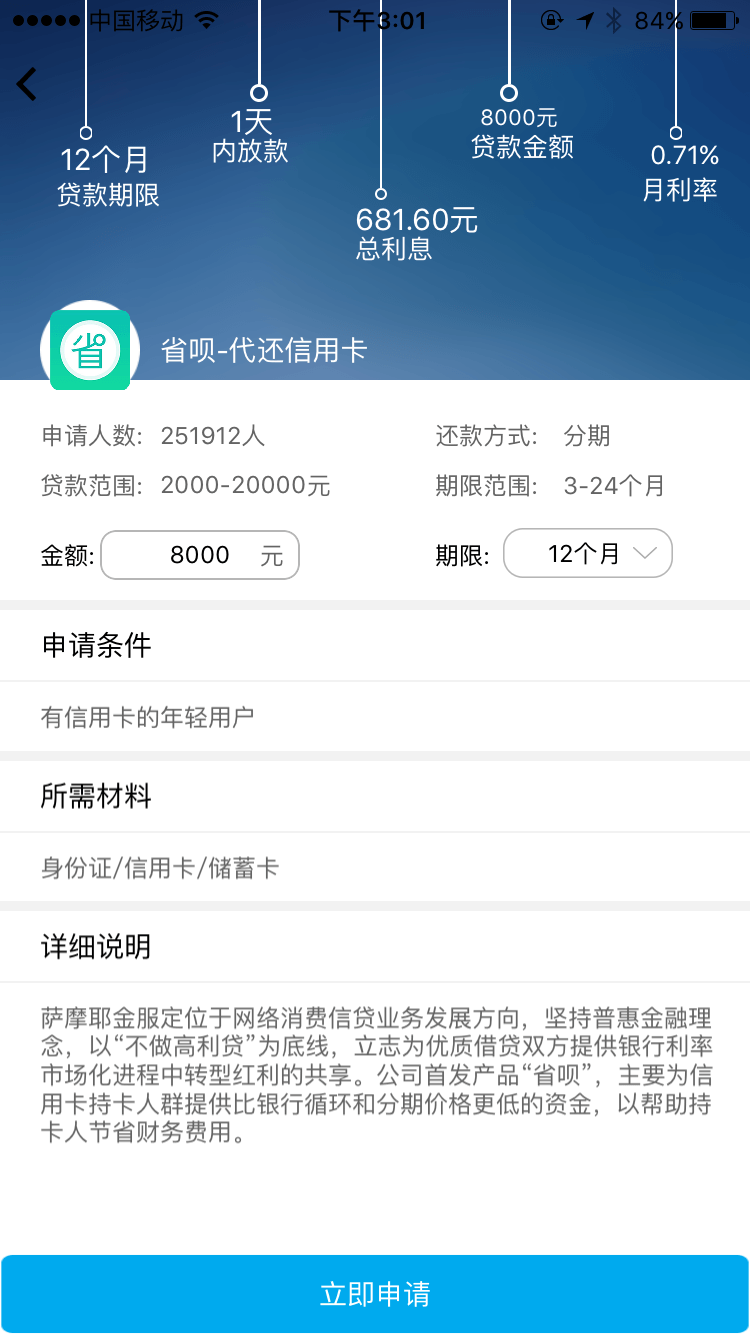 中国移动 下午3:01 84%
12个月
贷款期限
1天
内放款
681.60元
总利息
8000元
贷款金额
0.71%
月利率
省
省呗-代还信用卡
申请人数: 251912人 还款方式: 分期
贷款范围: 2000-20000元 期限范围: 3-24个月
金额: 8000 元 期限: 12个月
申请条件
有信用卡的年轻用户
所需材料
身份证/信用卡/储蓄卡
详细说明
萨摩耶金服定位于网络消费信贷业务发展方向，坚持普惠金融理
念，以“不做高利贷”为底线，立志为优质借贷双方提供银行利率
市场化进程中转型红利的共享。公司首发产品“省呗”，主要为信
用卡持卡人群提供比银行循环和分期价格更低的资金，以帮助持
卡人节省财务费用。
立即申请